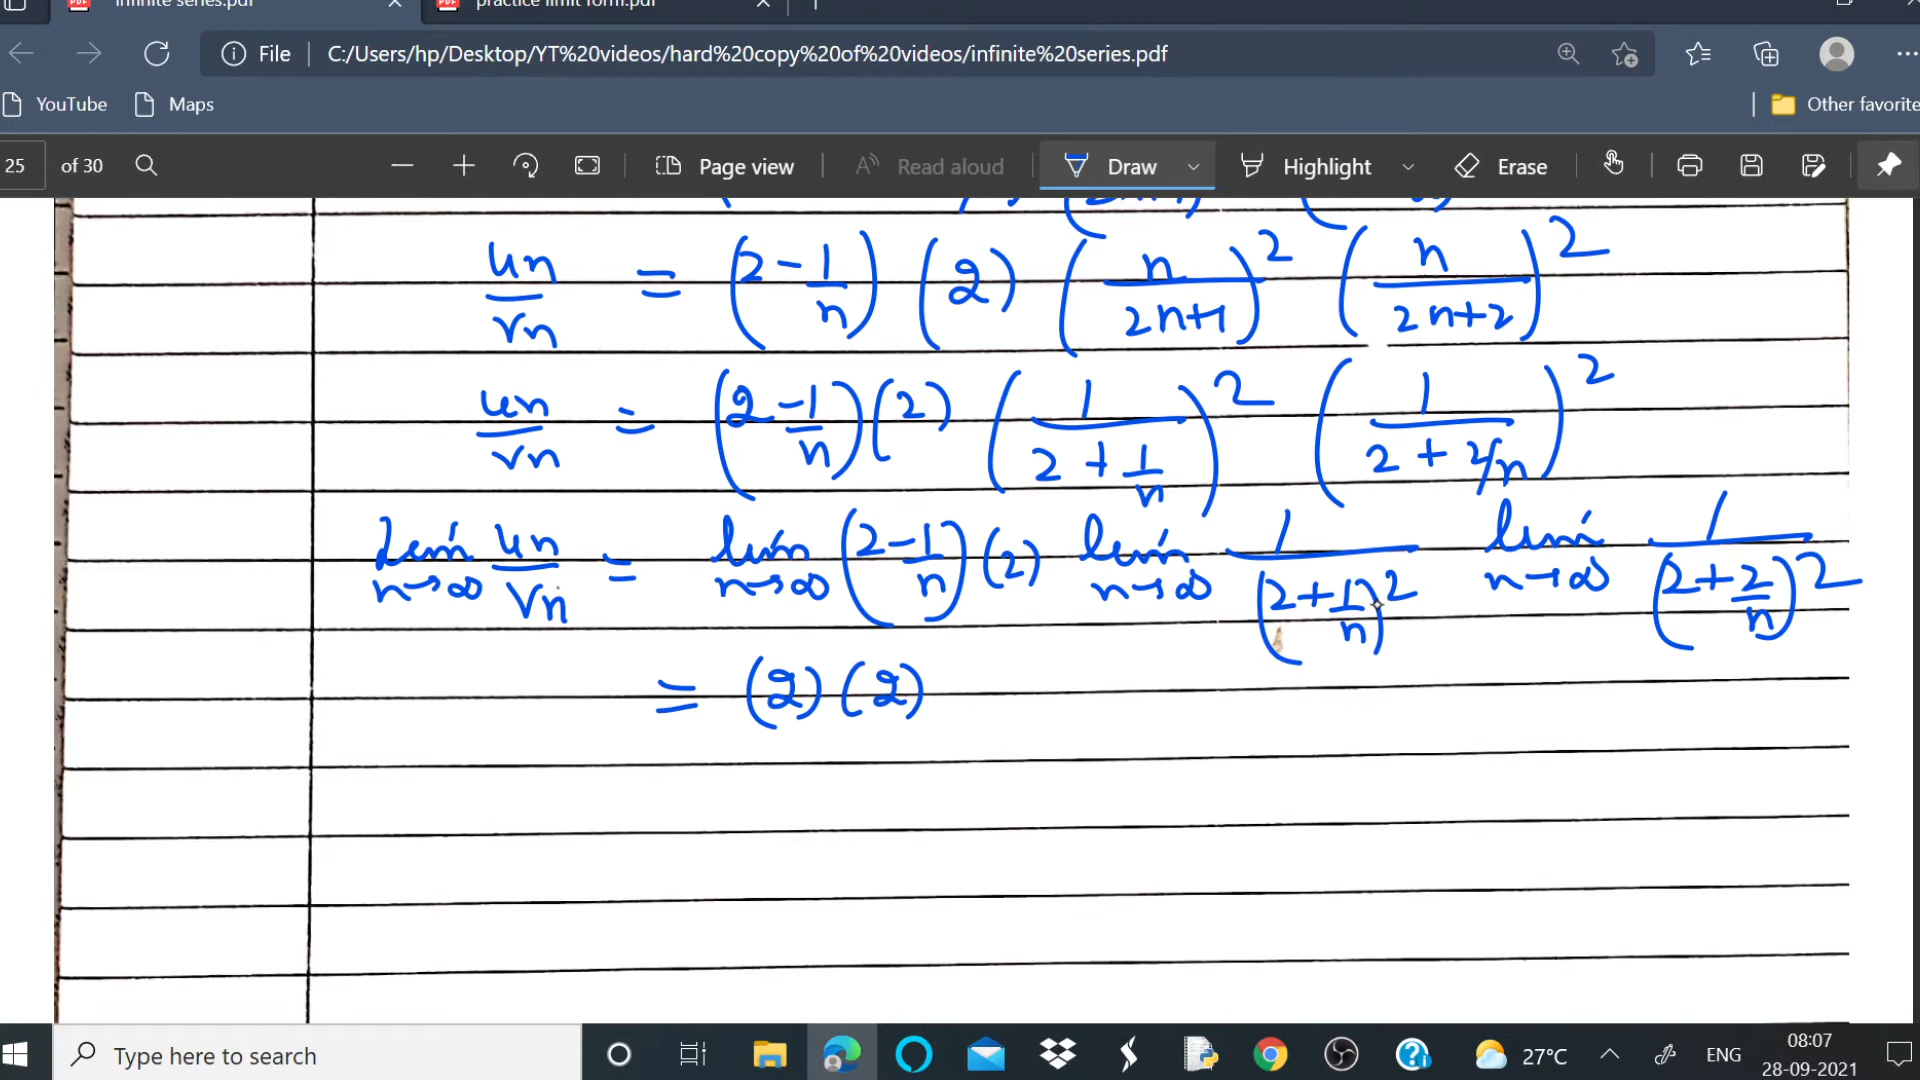 infinite series.pdf practice limit form.pdf
File C:/Users/hp/Desktop/YT%20videos/hard%20copy%20of%20videos/infinite%20series.pdf
YouTube Maps Other favorite
25 of 30 Page view Read aloud Draw Highlight Erase
un/vn = (2-1/n) (2) (n/2n+1)^2 (n/2n+2)^2
un/vn = (2-1/n) (2) (1/2+1/n)^2 (1/2+2/n)^2
lim n→∞ un/vn = lim n→∞ (2-1/n) (2) lim n→∞ 1/(2+1/n)^2 lim n→∞ 1/(2+2/n)^2
= (2) (2)
Type here to search 27°C ENG 08:07
28-09-2021